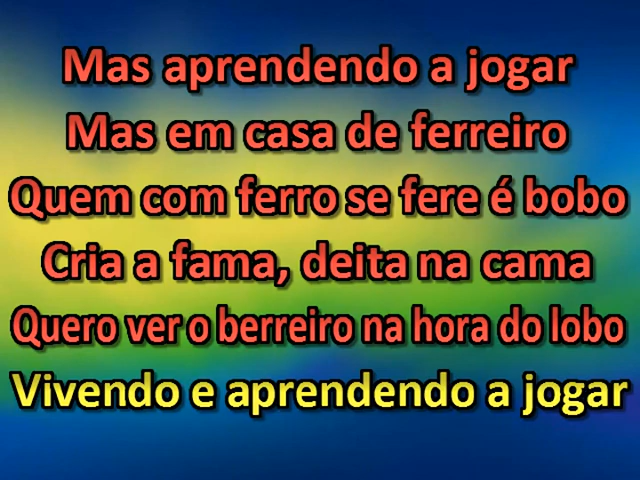 Mas aprendendo a jogar
Mas em casa de ferreiro
Quem com ferro se fere é bobo
Cria a fama, deita na cama
Quero ver o berreiro na hora do lobo
Vivendo e aprendendo a jogar